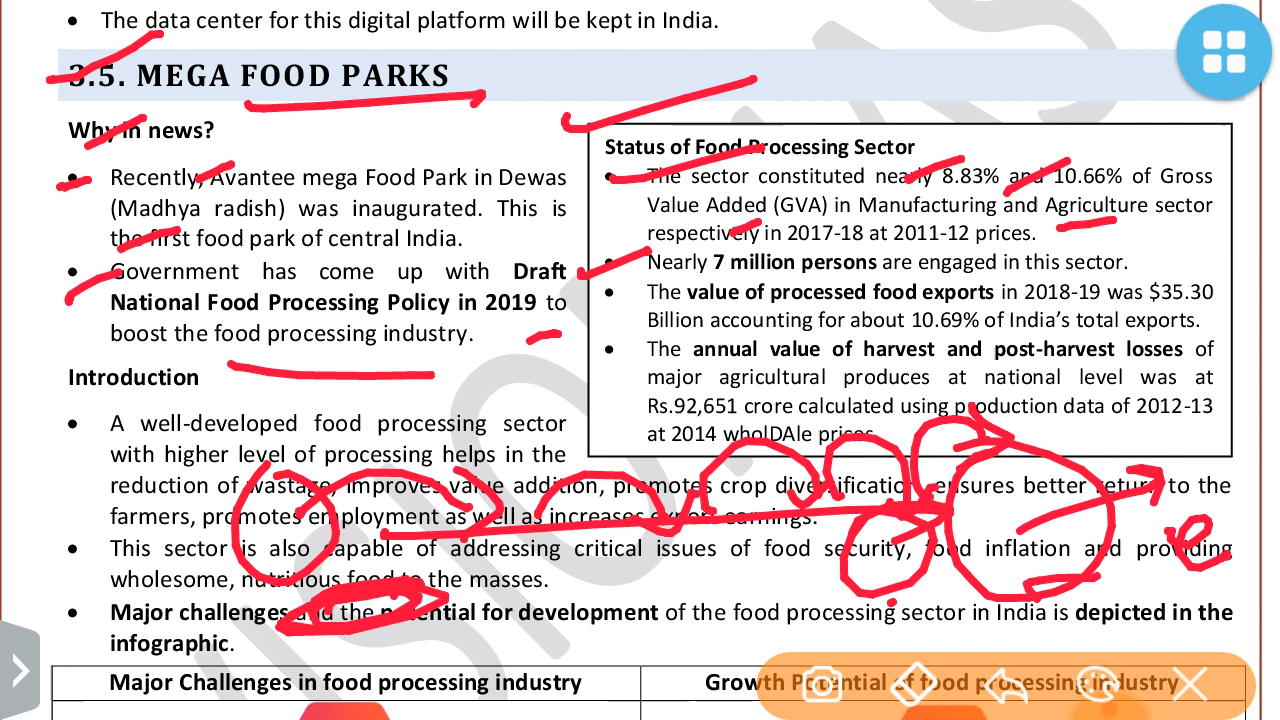 The data center for this digital platform will be kept in India.
3.5. MEGA FOOD PARKS
Why in news?
Recently, Avantee mega Food Park in Dewas
(Madhya radish) was inaugurated. This is
the first food park of central India.
Government has come up with Draft
National Food Processing Policy in 2019 to
boost the food processing industry.
Status of Food Processing Sector
The sector constituted nearly 8.83% and 10.66% of Gross
Value Added (GVA) in Manufacturing and Agriculture sector
respectively in 2017-18 at 2011-12 prices.
Nearly 7 million persons are engaged in this sector.
The value of processed food exports in 2018-19 was $35.30
Billion accounting for about 10.69% of India's total exports.
The annual value of harvest and post-harvest losses of
major agricultural produces at national level was at
Rs.92,651 crore calculated using production data of 2012-13
at 2014 wholDAle prices.
Introduction
A well-developed food processing sector
with higher level of processing helps in the
reduction of wastage, improves value addition, promotes crop diversification, ensures better return to the
farmers, promotes employment as well as increases export earnings.
This sector is also capable of addressing critical issues of food security, food inflation and providing
wholesome, nutritious food to the masses.
Major challenges and the potential for development of the food processing sector in India is depicted in the
infographic.
Major Challenges in food processing industry
Growth Potential of food processing industry
e